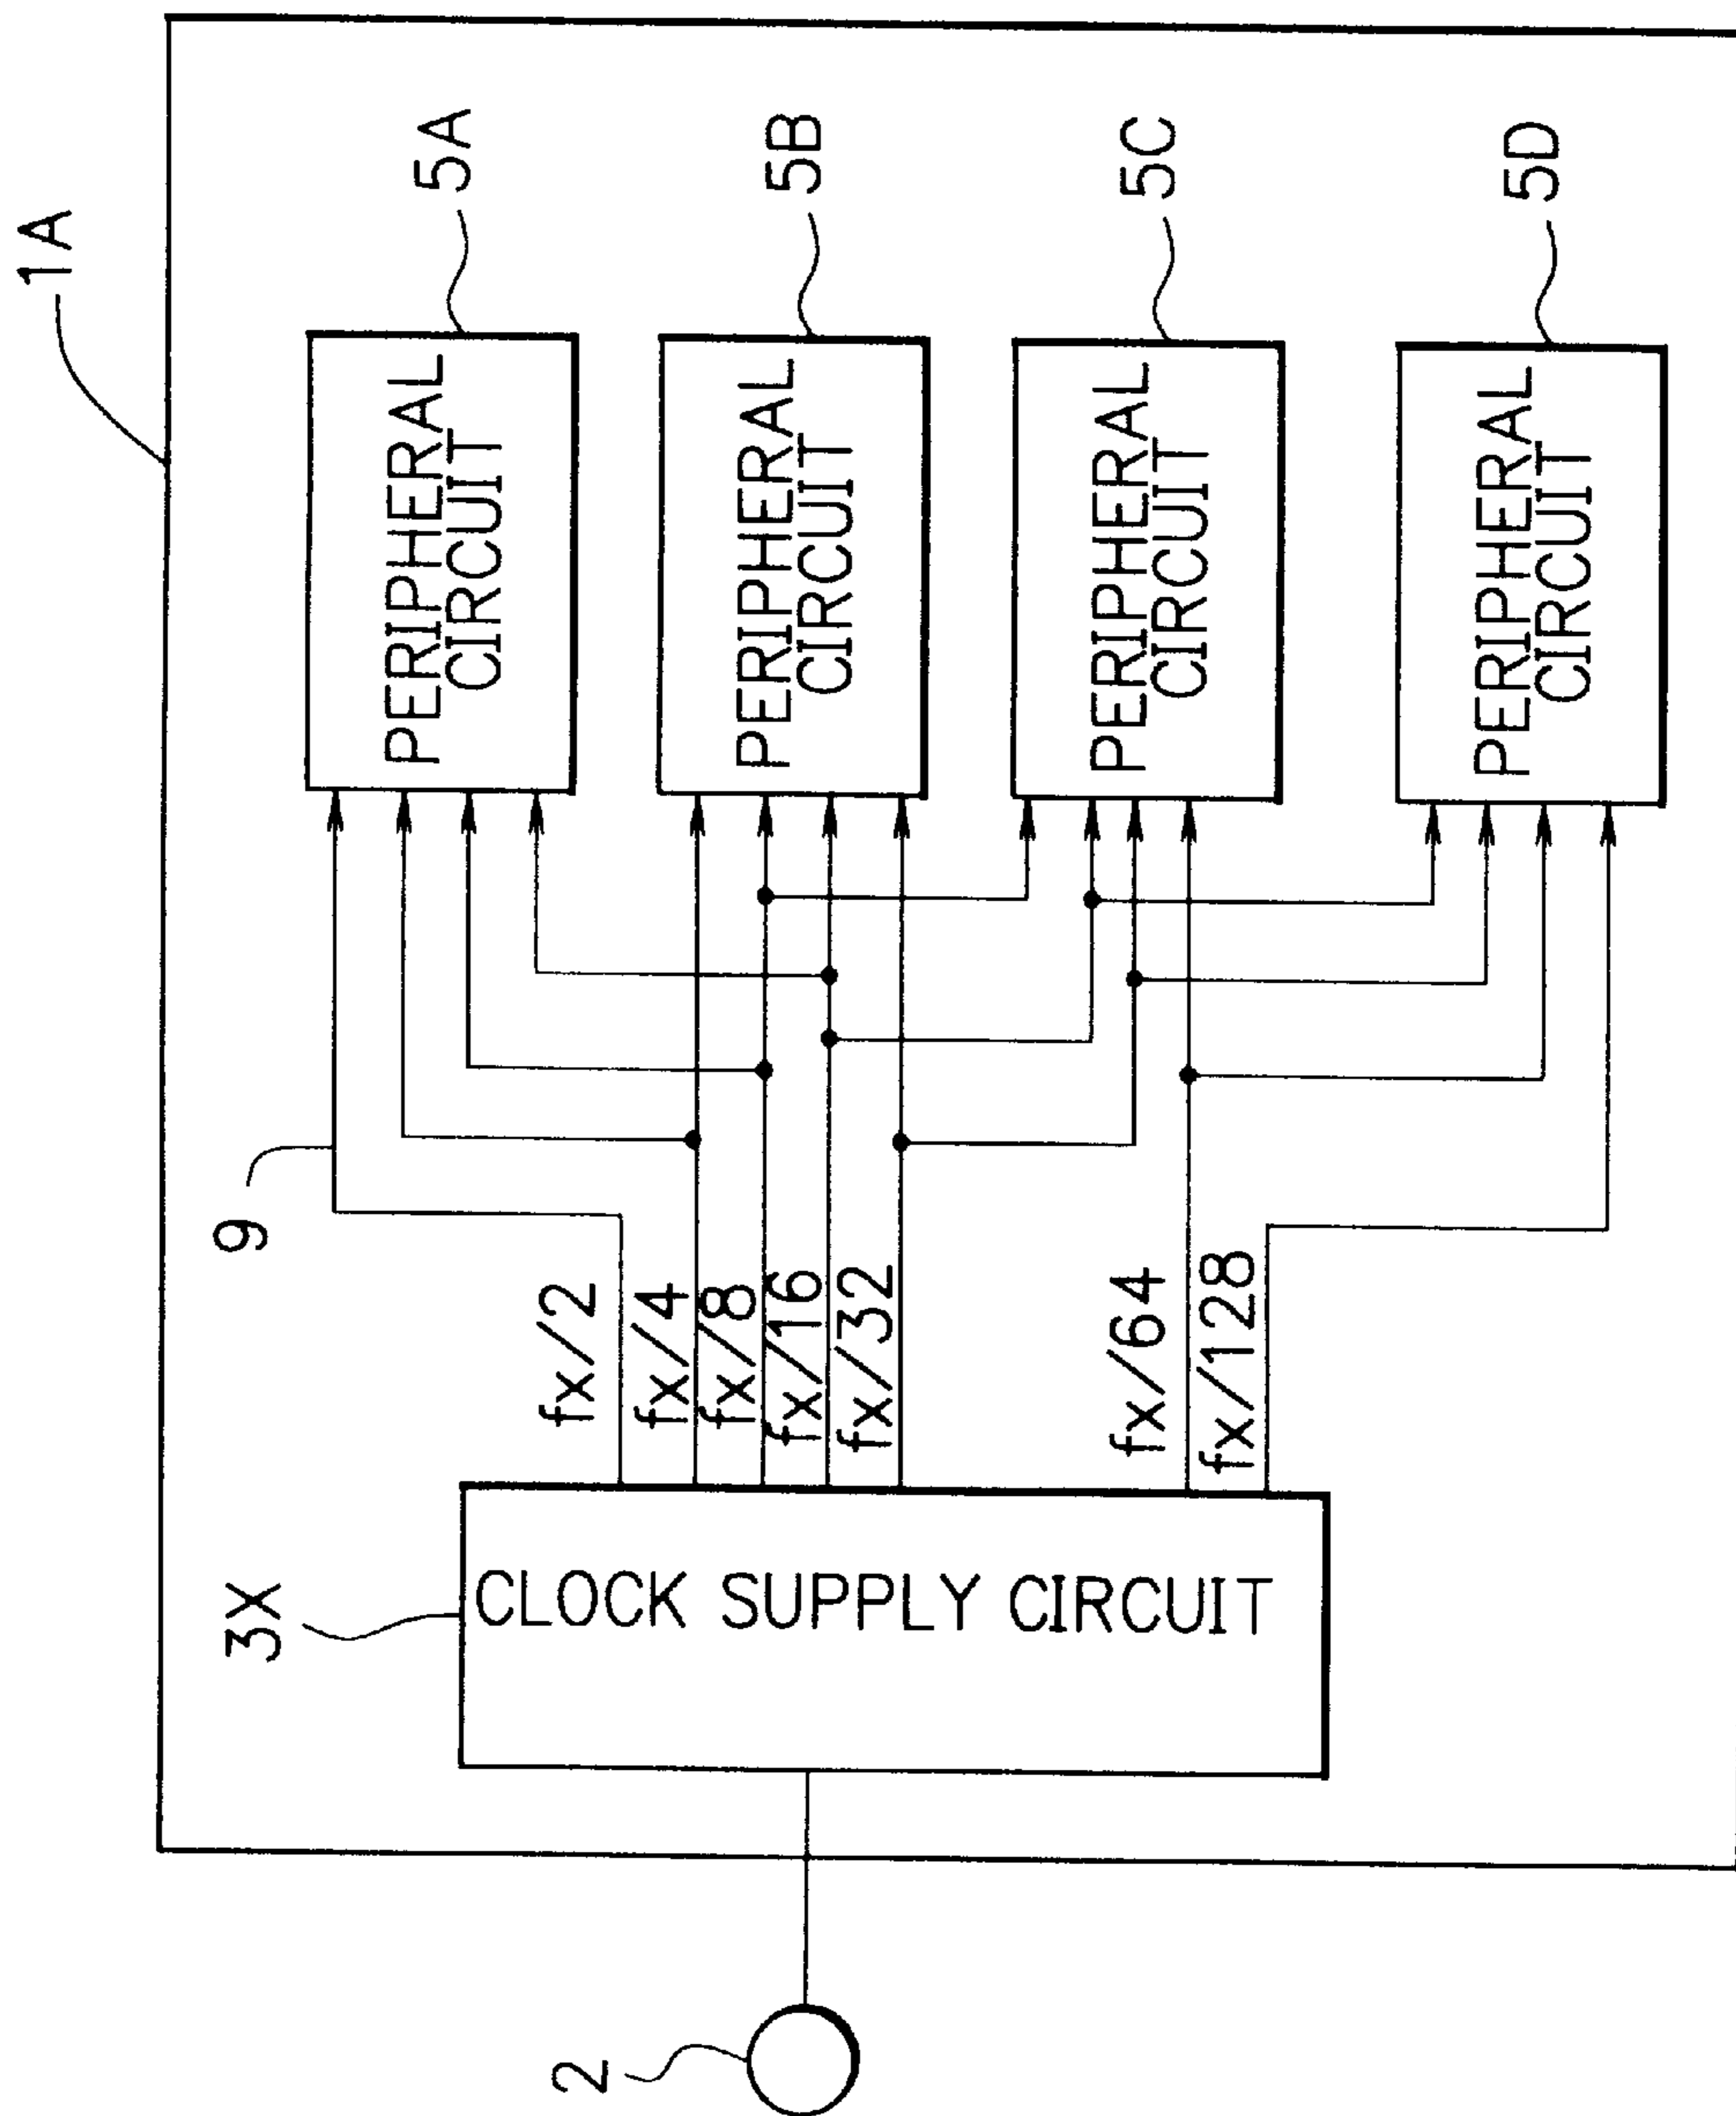 1A
2
3X
CLOCK SUPPLY CIRCUIT
fx/2
fx/4
fx/8
fx/16
fx/32
fx/64
fx/128
9
PERIPHERAL
CIRCUIT
5A
PERIPHERAL
CIRCUIT
5B
PERIPHERAL
CIRCUIT
5C
PERIPHERAL
CIRCUIT
5D